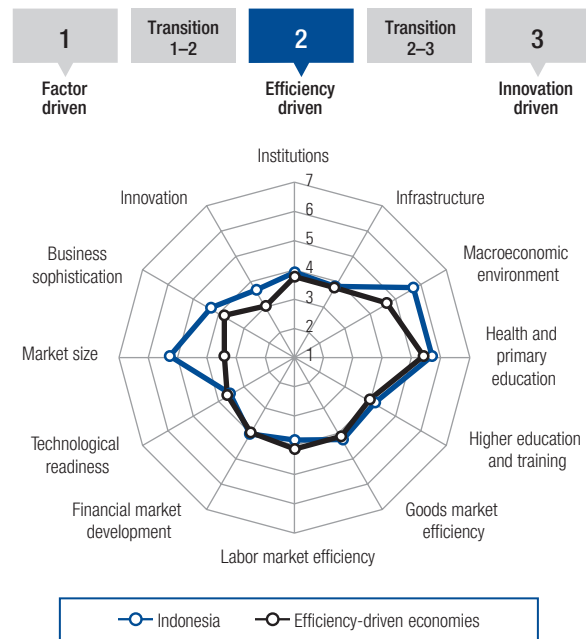 1
Transition
1–2
2
Transition
2–3
3
Factor
driven
Efficiency
driven
Innovation
driven
Institutions
Infrastructure
Macroeconomic
environment
Health and
primary
education
Higher education
and training
Goods market
efficiency
Labor market efficiency
Financial market
development
Technological
readiness
Market size
Business
sophistication
Innovation
7
6
5
4
3
2
1
Indonesia
Efficiency-driven economies